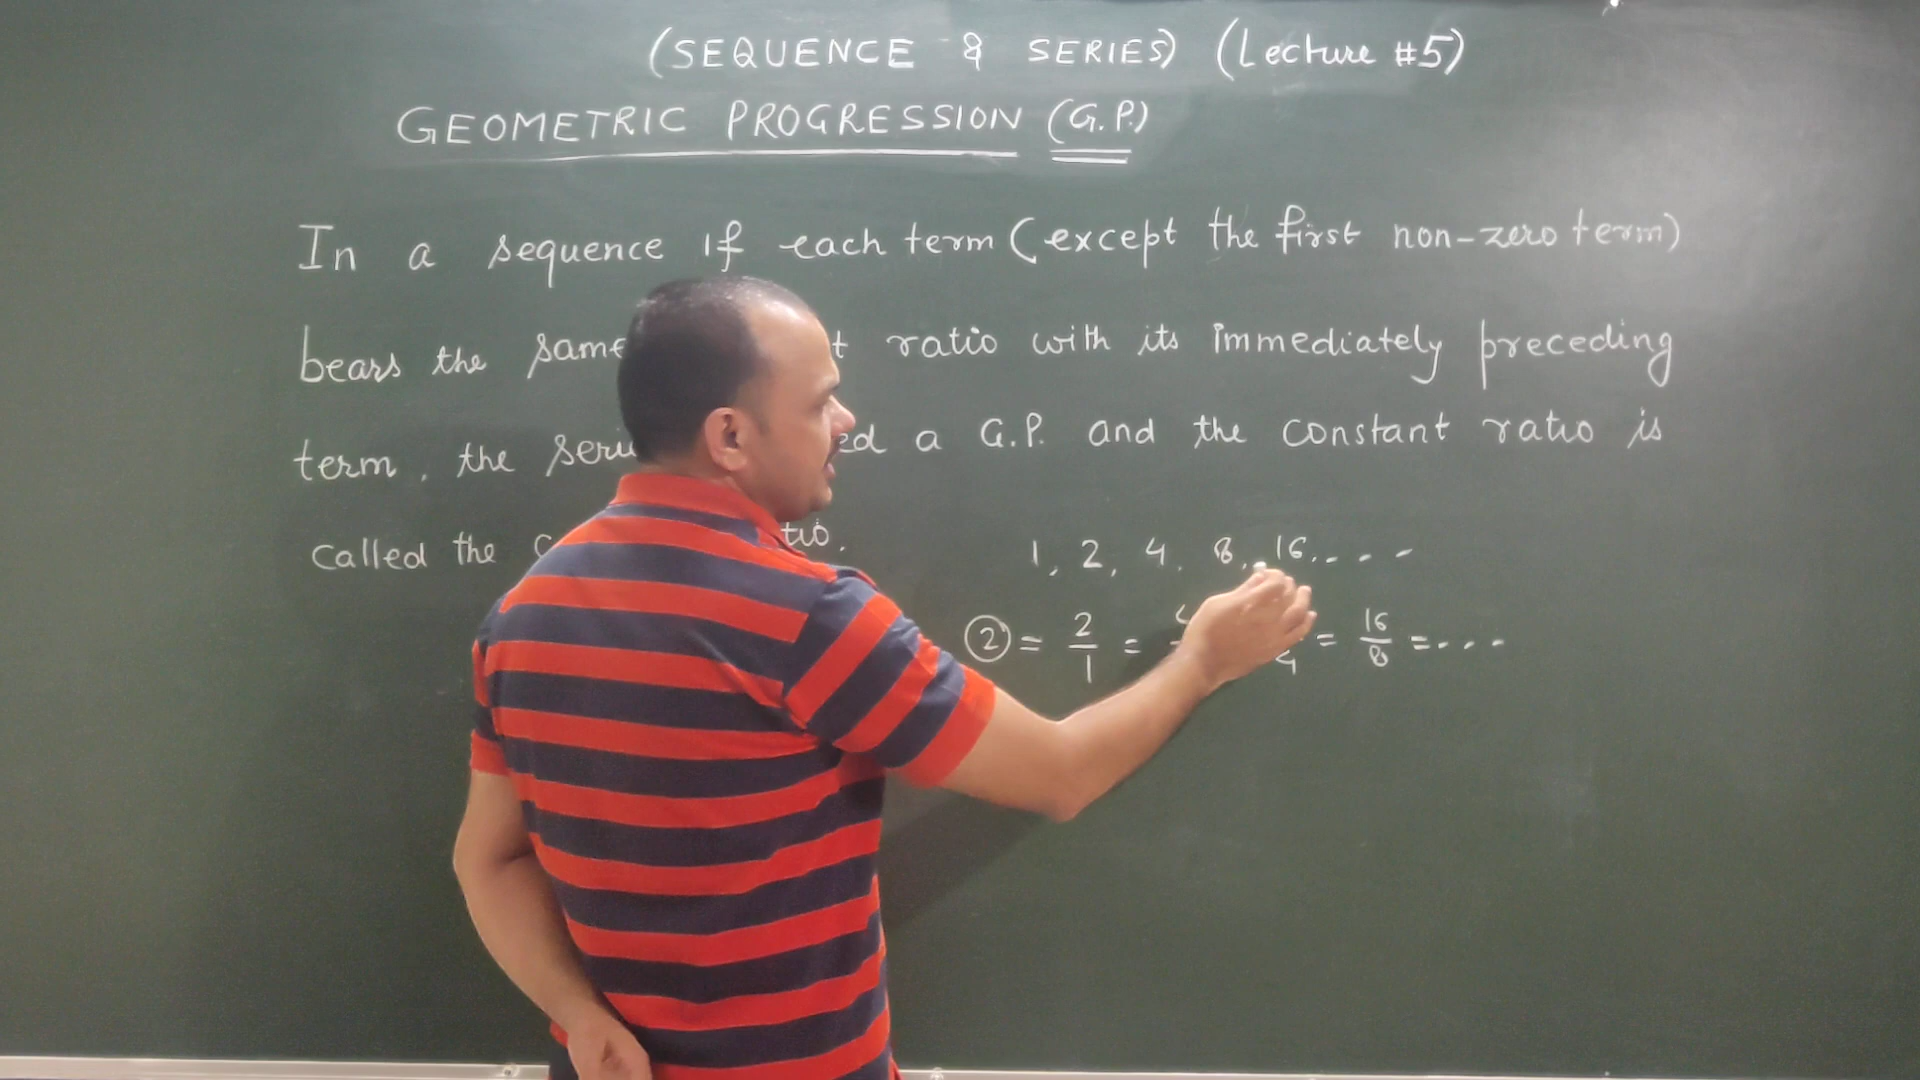 (SEQUENCE & SERIES) (Lecture #5)
GEOMETRIC PROGRESSION (G.P.)
In a sequence if each term (except the first non-zero term)
bears the same ratio with its immediately preceding
term, the a G.P. and the constant ratio is
called the
1, 2, 4, 8, 16, . . . -
2 = 2/1 = = 16/8 = . . . -